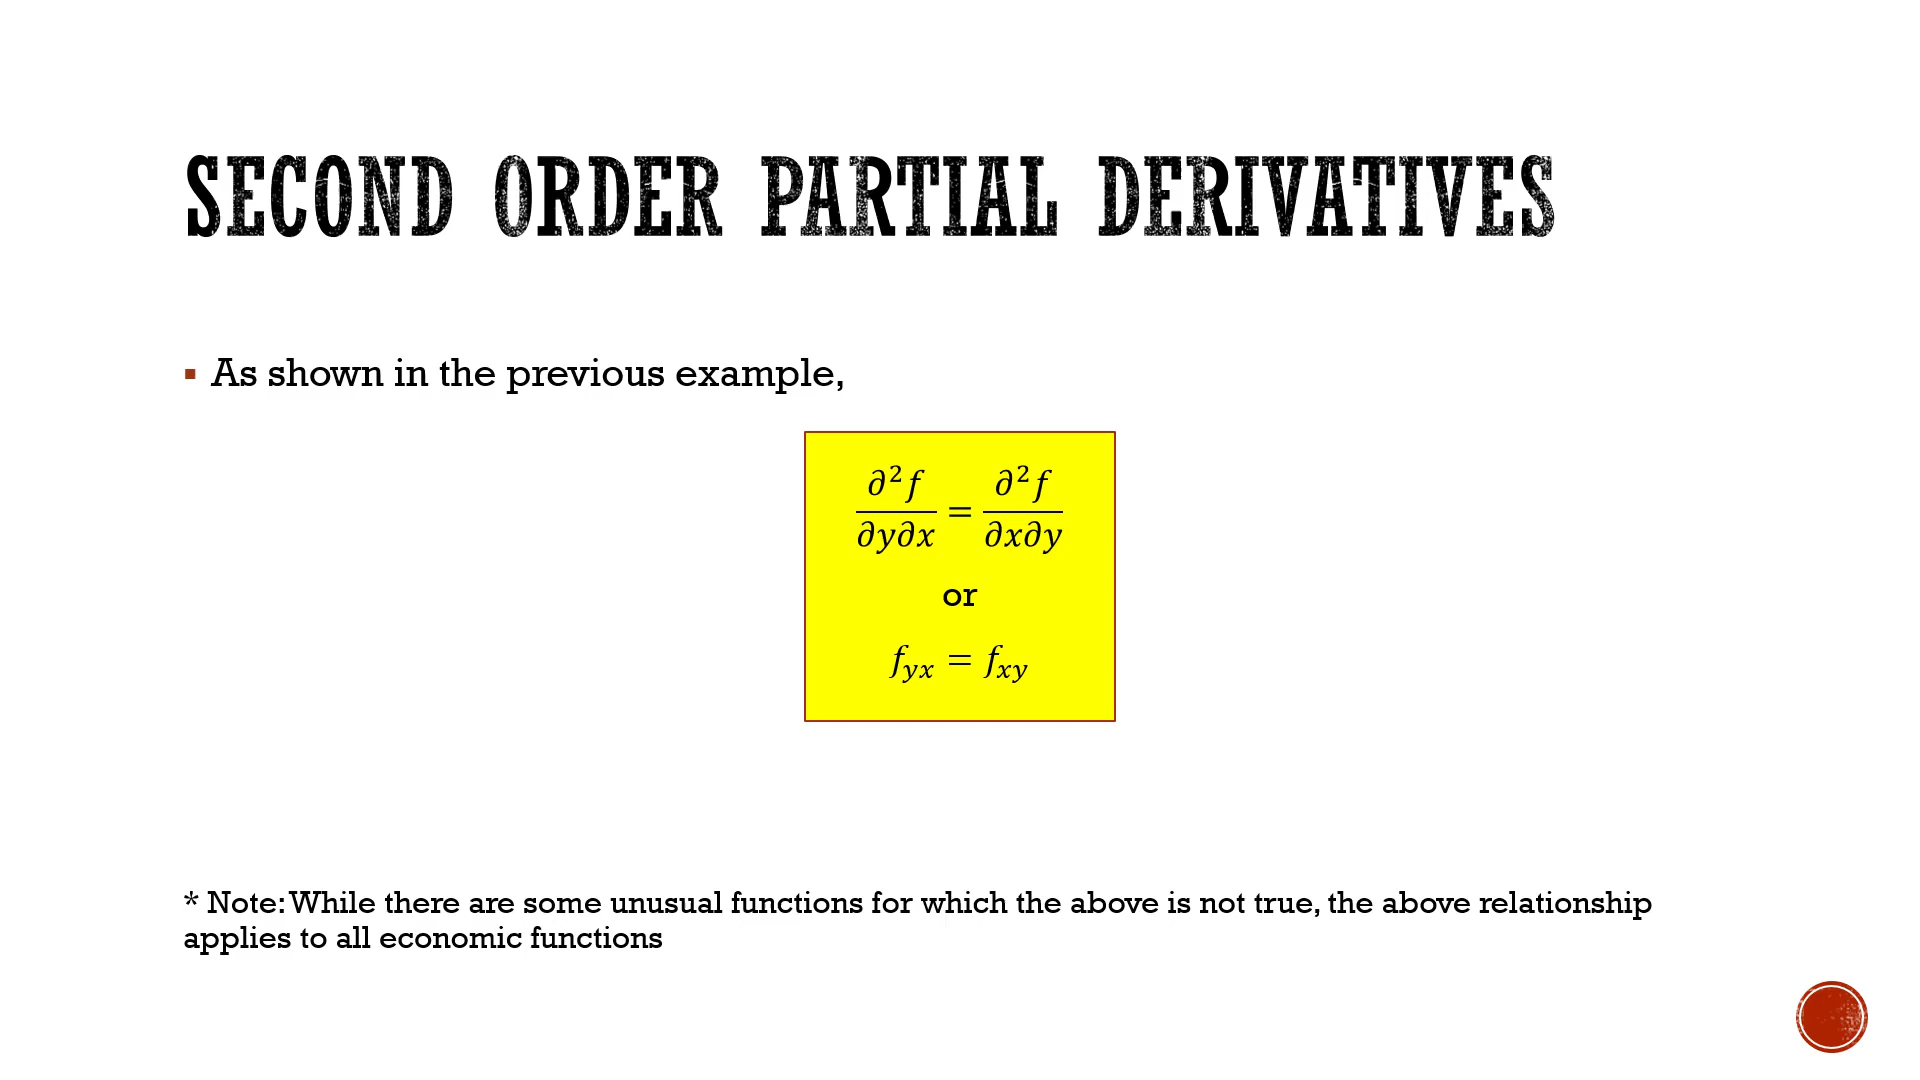 SECOND ORDER PARTIAL DERIVATIVES
▪ As shown in the previous example,
∂²f/∂y∂x = ∂²f/∂x∂y
or
f_yx = f_xy
* Note: While there are some unusual functions for which the above is not true, the above relationship
applies to all economic functions